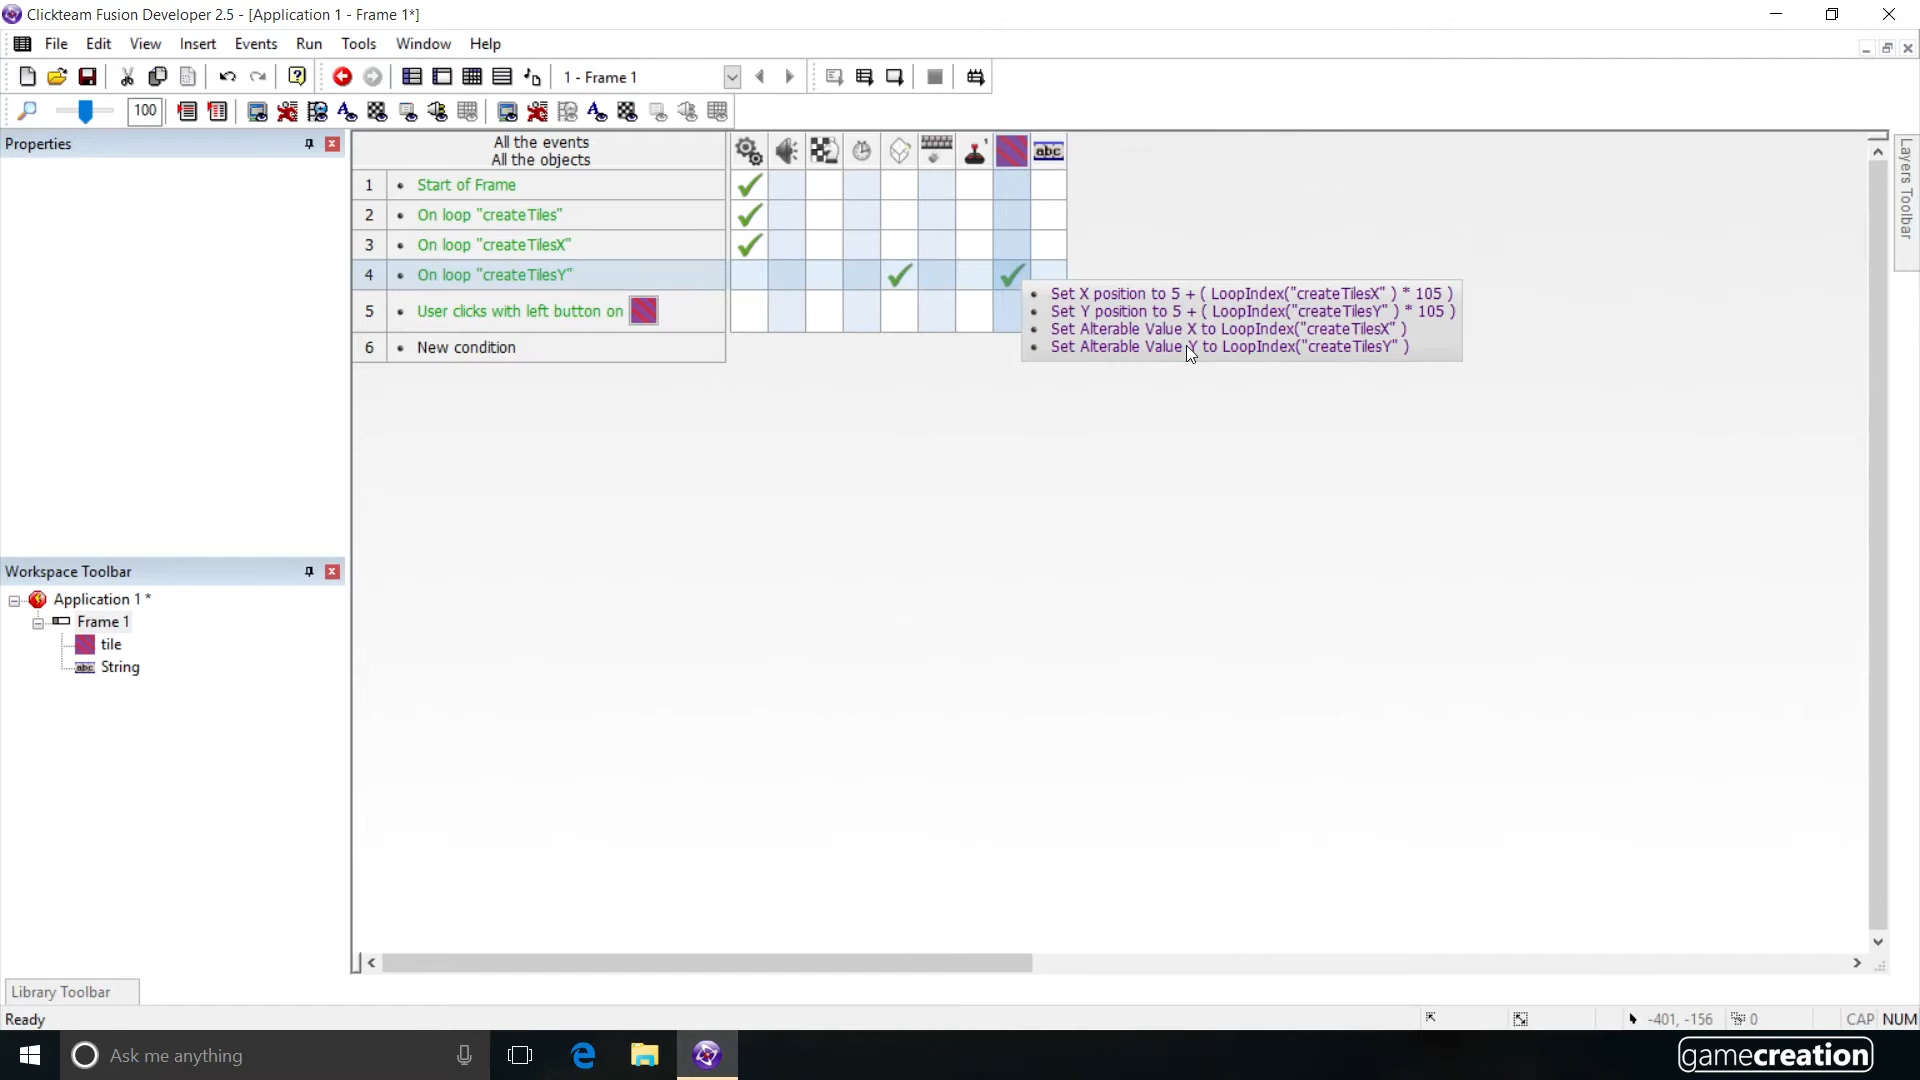 Clickteam Fusion Developer 2.5 - [Application 1 - Frame 1*]
File Edit View Insert Events Run Tools Window Help
1 - Frame 1
100
Properties
All the events
All the objects
abc
1 • Start of Frame
2 • On loop "createTiles"
3 • On loop "createTilesX"
4 • On loop "createTilesY"
5 • User clicks with left button on
6 • New condition
• Set X position to 5 + ( LoopIndex("createTilesX" ) * 105 )
• Set Y position to 5 + ( LoopIndex("createTilesY" ) * 105 )
• Set Alterable Value X to LoopIndex("createTilesX" )
• Set Alterable Value Y to LoopIndex("createTilesY" )
Layers Toolbar
Workspace Toolbar
Application 1 *
Frame 1
tile
abc String
Library Toolbar
Ready
-401, -156 0 CAP NUM
Ask me anything
gamecreation